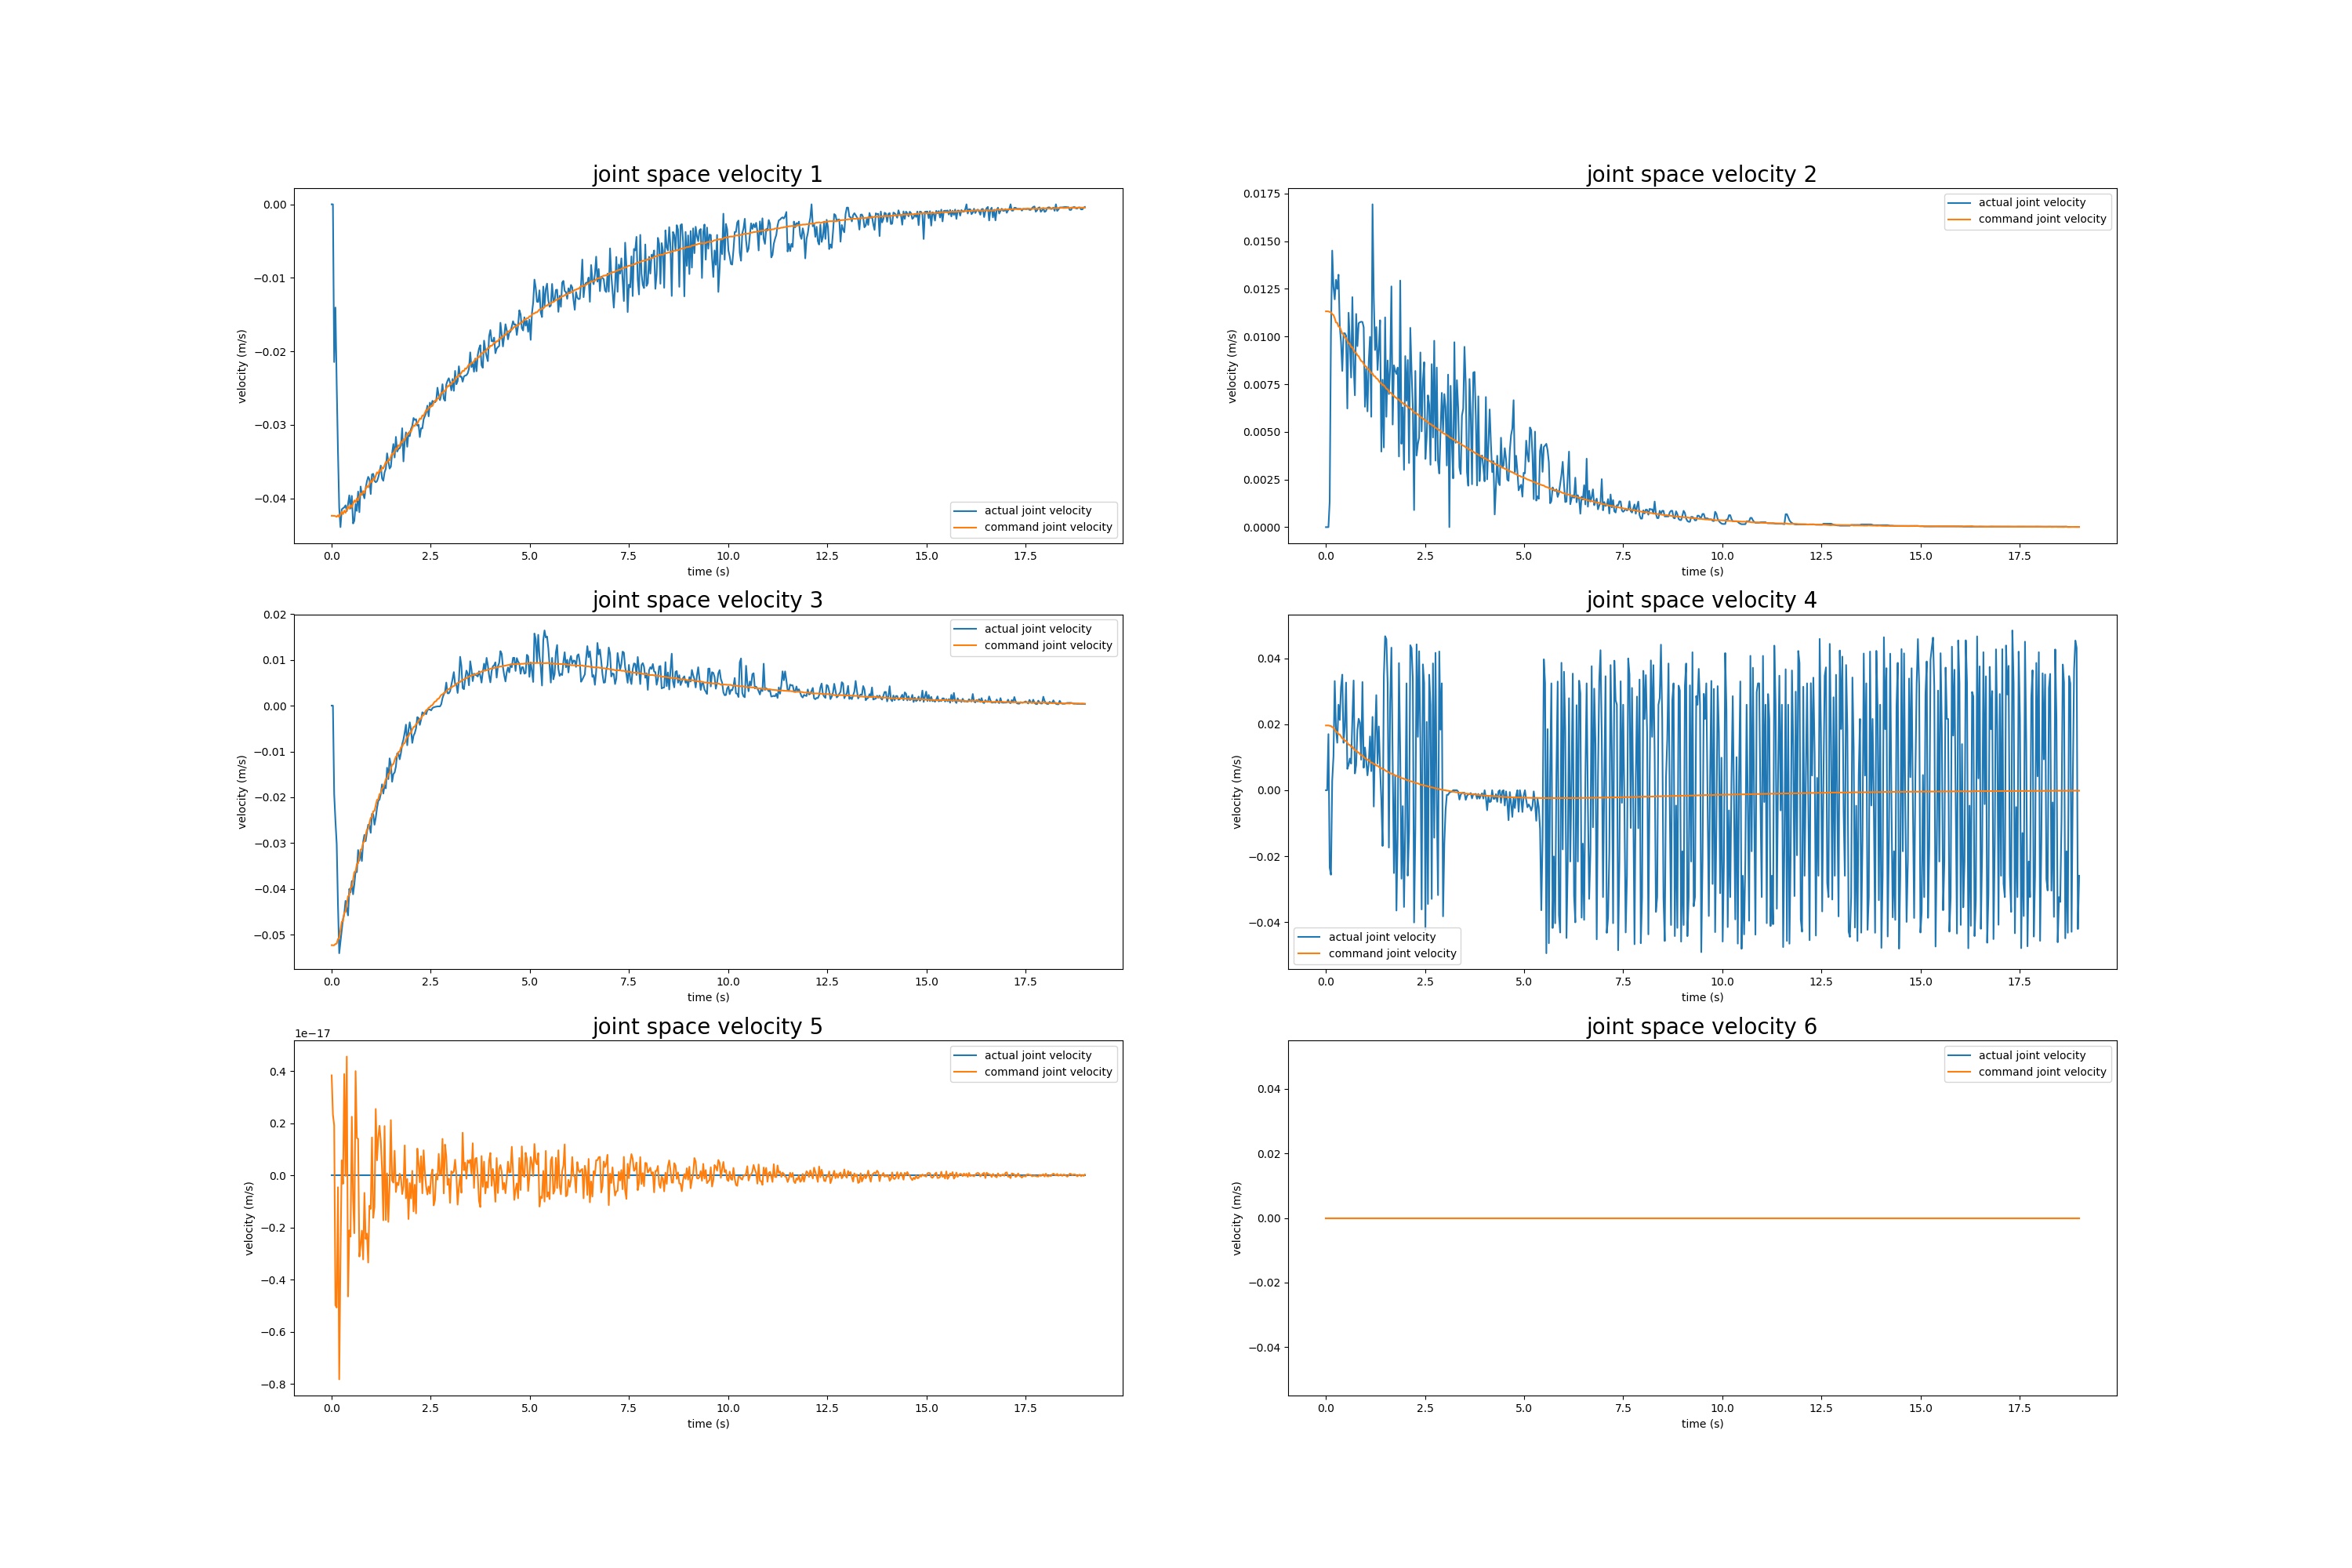 joint space velocity 1
0.00
−0.01
−0.02
−0.03
−0.04
velocity (m/s)
actual joint velocity
command joint velocity
0.0 2.5 5.0 7.5 10.0 12.5 15.0 17.5
time (s)
joint space velocity 2
0.0175
0.0150
0.0125
0.0100
0.0075
0.0050
0.0025
0.0000
velocity (m/s)
actual joint velocity
command joint velocity
0.0 2.5 5.0 7.5 10.0 12.5 15.0 17.5
time (s)
joint space velocity 3
0.02
0.01
0.00
−0.01
−0.02
−0.03
−0.04
−0.05
velocity (m/s)
actual joint velocity
command joint velocity
0.0 2.5 5.0 7.5 10.0 12.5 15.0 17.5
time (s)
joint space velocity 4
0.04
0.02
0.00
−0.02
−0.04
velocity (m/s)
actual joint velocity
command joint velocity
0.0 2.5 5.0 7.5 10.0 12.5 15.0 17.5
time (s)
joint space velocity 5
1e−17
0.4
0.2
0.0
−0.2
−0.4
−0.6
−0.8
velocity (m/s)
actual joint velocity
command joint velocity
0.0 2.5 5.0 7.5 10.0 12.5 15.0 17.5
time (s)
joint space velocity 6
0.04
0.02
0.00
−0.02
−0.04
velocity (m/s)
actual joint velocity
command joint velocity
0.0 2.5 5.0 7.5 10.0 12.5 15.0 17.5
time (s)